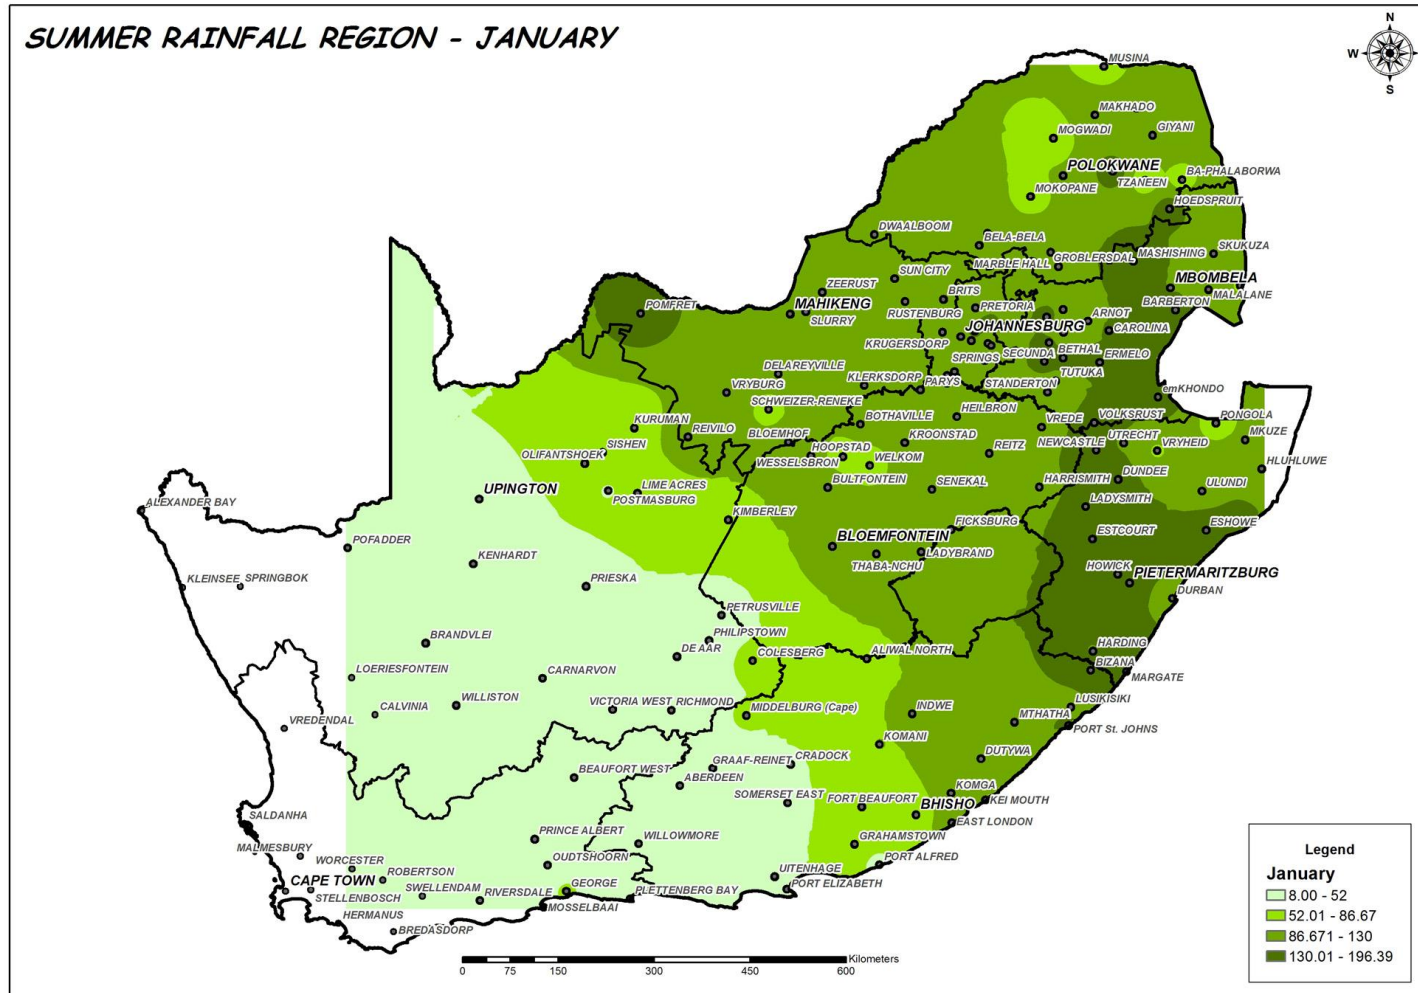 SUMMER RAINFALL REGION - JANUARY
N
W
S
MUSINA
MAKHADO
MOGWADI
GIYANI
POLOKWANE
TZANEEN
BA-PHALABORWA
MOKOPANE
HOEDSPRUIT
DWAALBOOM
BELA-BELA
MARBLE HALL
GROBLERSDAL
MASHISHING
SKUKUZA
SUN CITY
ZEERUST
MBOMBELA
BRITS
MALALANE
BARBERTON
POMFRET
MAHIKENG
SLURRY
RUSTENBURG
PRETORIA
ARNOT
JOHANNESBURG
CAROLINA
KRUGERSDORP
SPRINGS
SECUNDA
BETHAL
ERMELO
DELAREYVILLE
TUTUKA
KLERKSDORP
PARYS
STANDERTON
VRYBURG
emKHONDO
SCHWEIZER-RENEKE
BOTHAVILLE
HEILBRON
VREDE
VOLKSRUST
PONGOLA
KURUMAN
REIVILO
BLOEMHOF
KROONSTAD
NEWCASTLE
UTRECHT
MKUZE
SISHEN
HOOPSTAD
REITZ
VRYHEID
OLIFANTSHOEK
WESSELSBRON
WELKOM
HLUHLUWE
DUNDEE
UPINGTON
LIME ACRES
BULTFONTEIN
SENEKAL
HARRISMITH
ULUNDI
POSTMASBURG
LADYSMITH
ALEXANDER BAY
KIMBERLEY
FICKSBURG
ESTCOURT
ESHOWE
BLOEMFONTEIN
POFADDER
LADYBRAND
KENHARDT
THABA-NCHU
HOWICK
PIETERMARITZBURG
KLEINSEE
SPRINGBOK
PRIESKA
DURBAN
PETRUSVILLE
BRANDVLEI
PHILIPSTOWN
HARDING
DE AAR
COLESBERG
ALIWAL NORTH
LOERIESFONTEIN
CARNARVON
BIZANA
MARGATE
WILLISTON
VICTORIA WEST
RICHMOND
LUSIKISIKI
CALVINIA
MIDDELBURG (Cape)
INDWE
MTHATHA
VREDENDAL
PORT St. JOHNS
KOMANI
DUTYWA
CRADOCK
GRAAF-REINET
BEAUFORT WEST
ABERDEEN
KOMGA
SOMERSET EAST
FORT BEAUFORT
BHISHO
KEI MOUTH
SALDANHA
EAST LONDON
PRINCE ALBERT
WILLOWMORE
GRAHAMSTOWN
MALMESBURY
WORCESTER
OUDTSHOORN
PORT ALFRED
ROBERTSON
UITENHAGE
CAPE TOWN
SWELLENDAM
GEORGE
PORT ELIZABETH
STELLENBOSCH
RIVERSDALE
PLETTENBERG BAY
MOSSELBAAI
HERMANUS
BREDASDORP
Legend
January
8.00 - 52
52.01 - 86.67
86.671 - 130
130.01 - 196.39
Kilometers
0 75 150 300 450 600